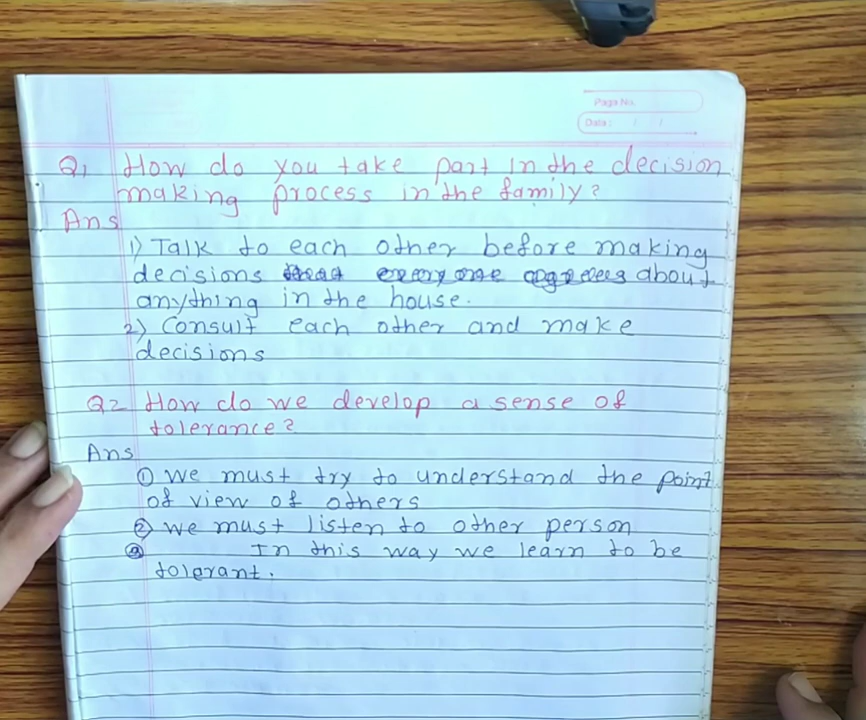 Page No.
Date: / /
Q1 How do you take part in the decision
making process in the family?
Ans
1) Talk to each other before making
decisions about
anything in the house.
2) Consult each other and make
decisions
Q2 How do we develop a sense of
tolerance?
Ans
① we must try to understand the point
of view of others
② we must listen to other person
In this way we learn to be
tolerant.